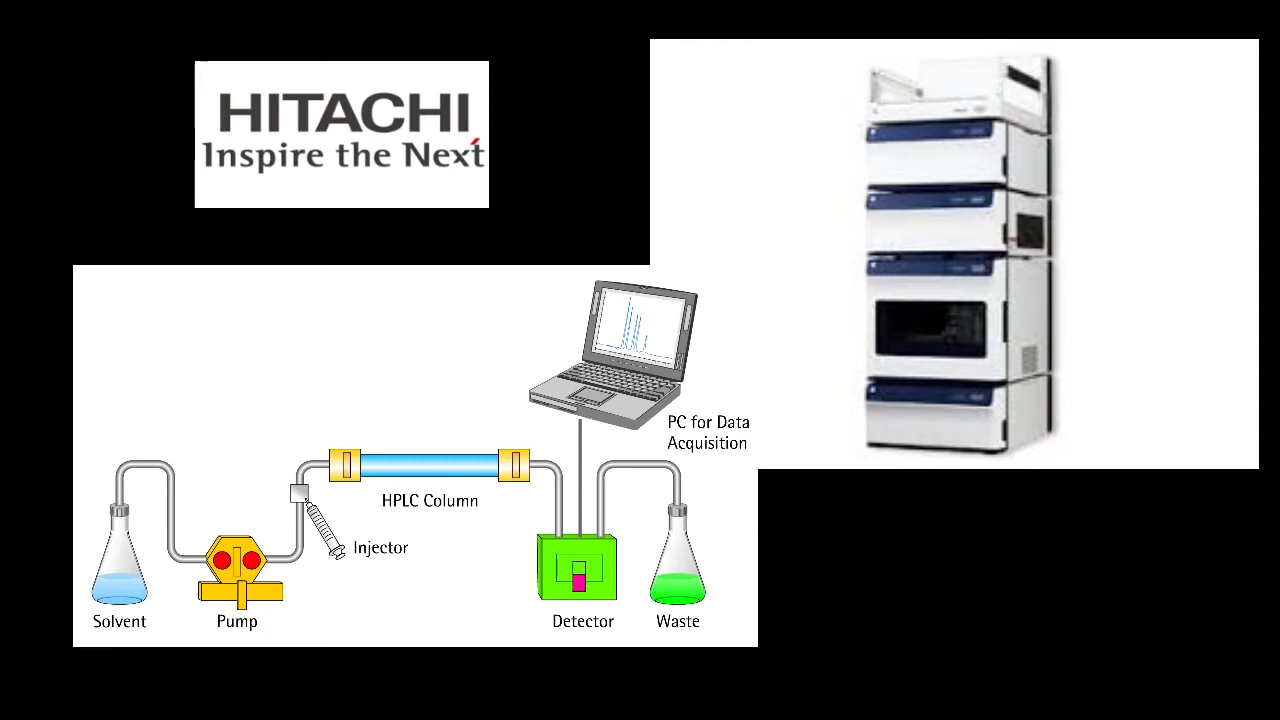 HITACHI
Inspire the Next
PC for Data
Acquisition
HPLC Column
Injector
Solvent
Pump
Detector
Waste